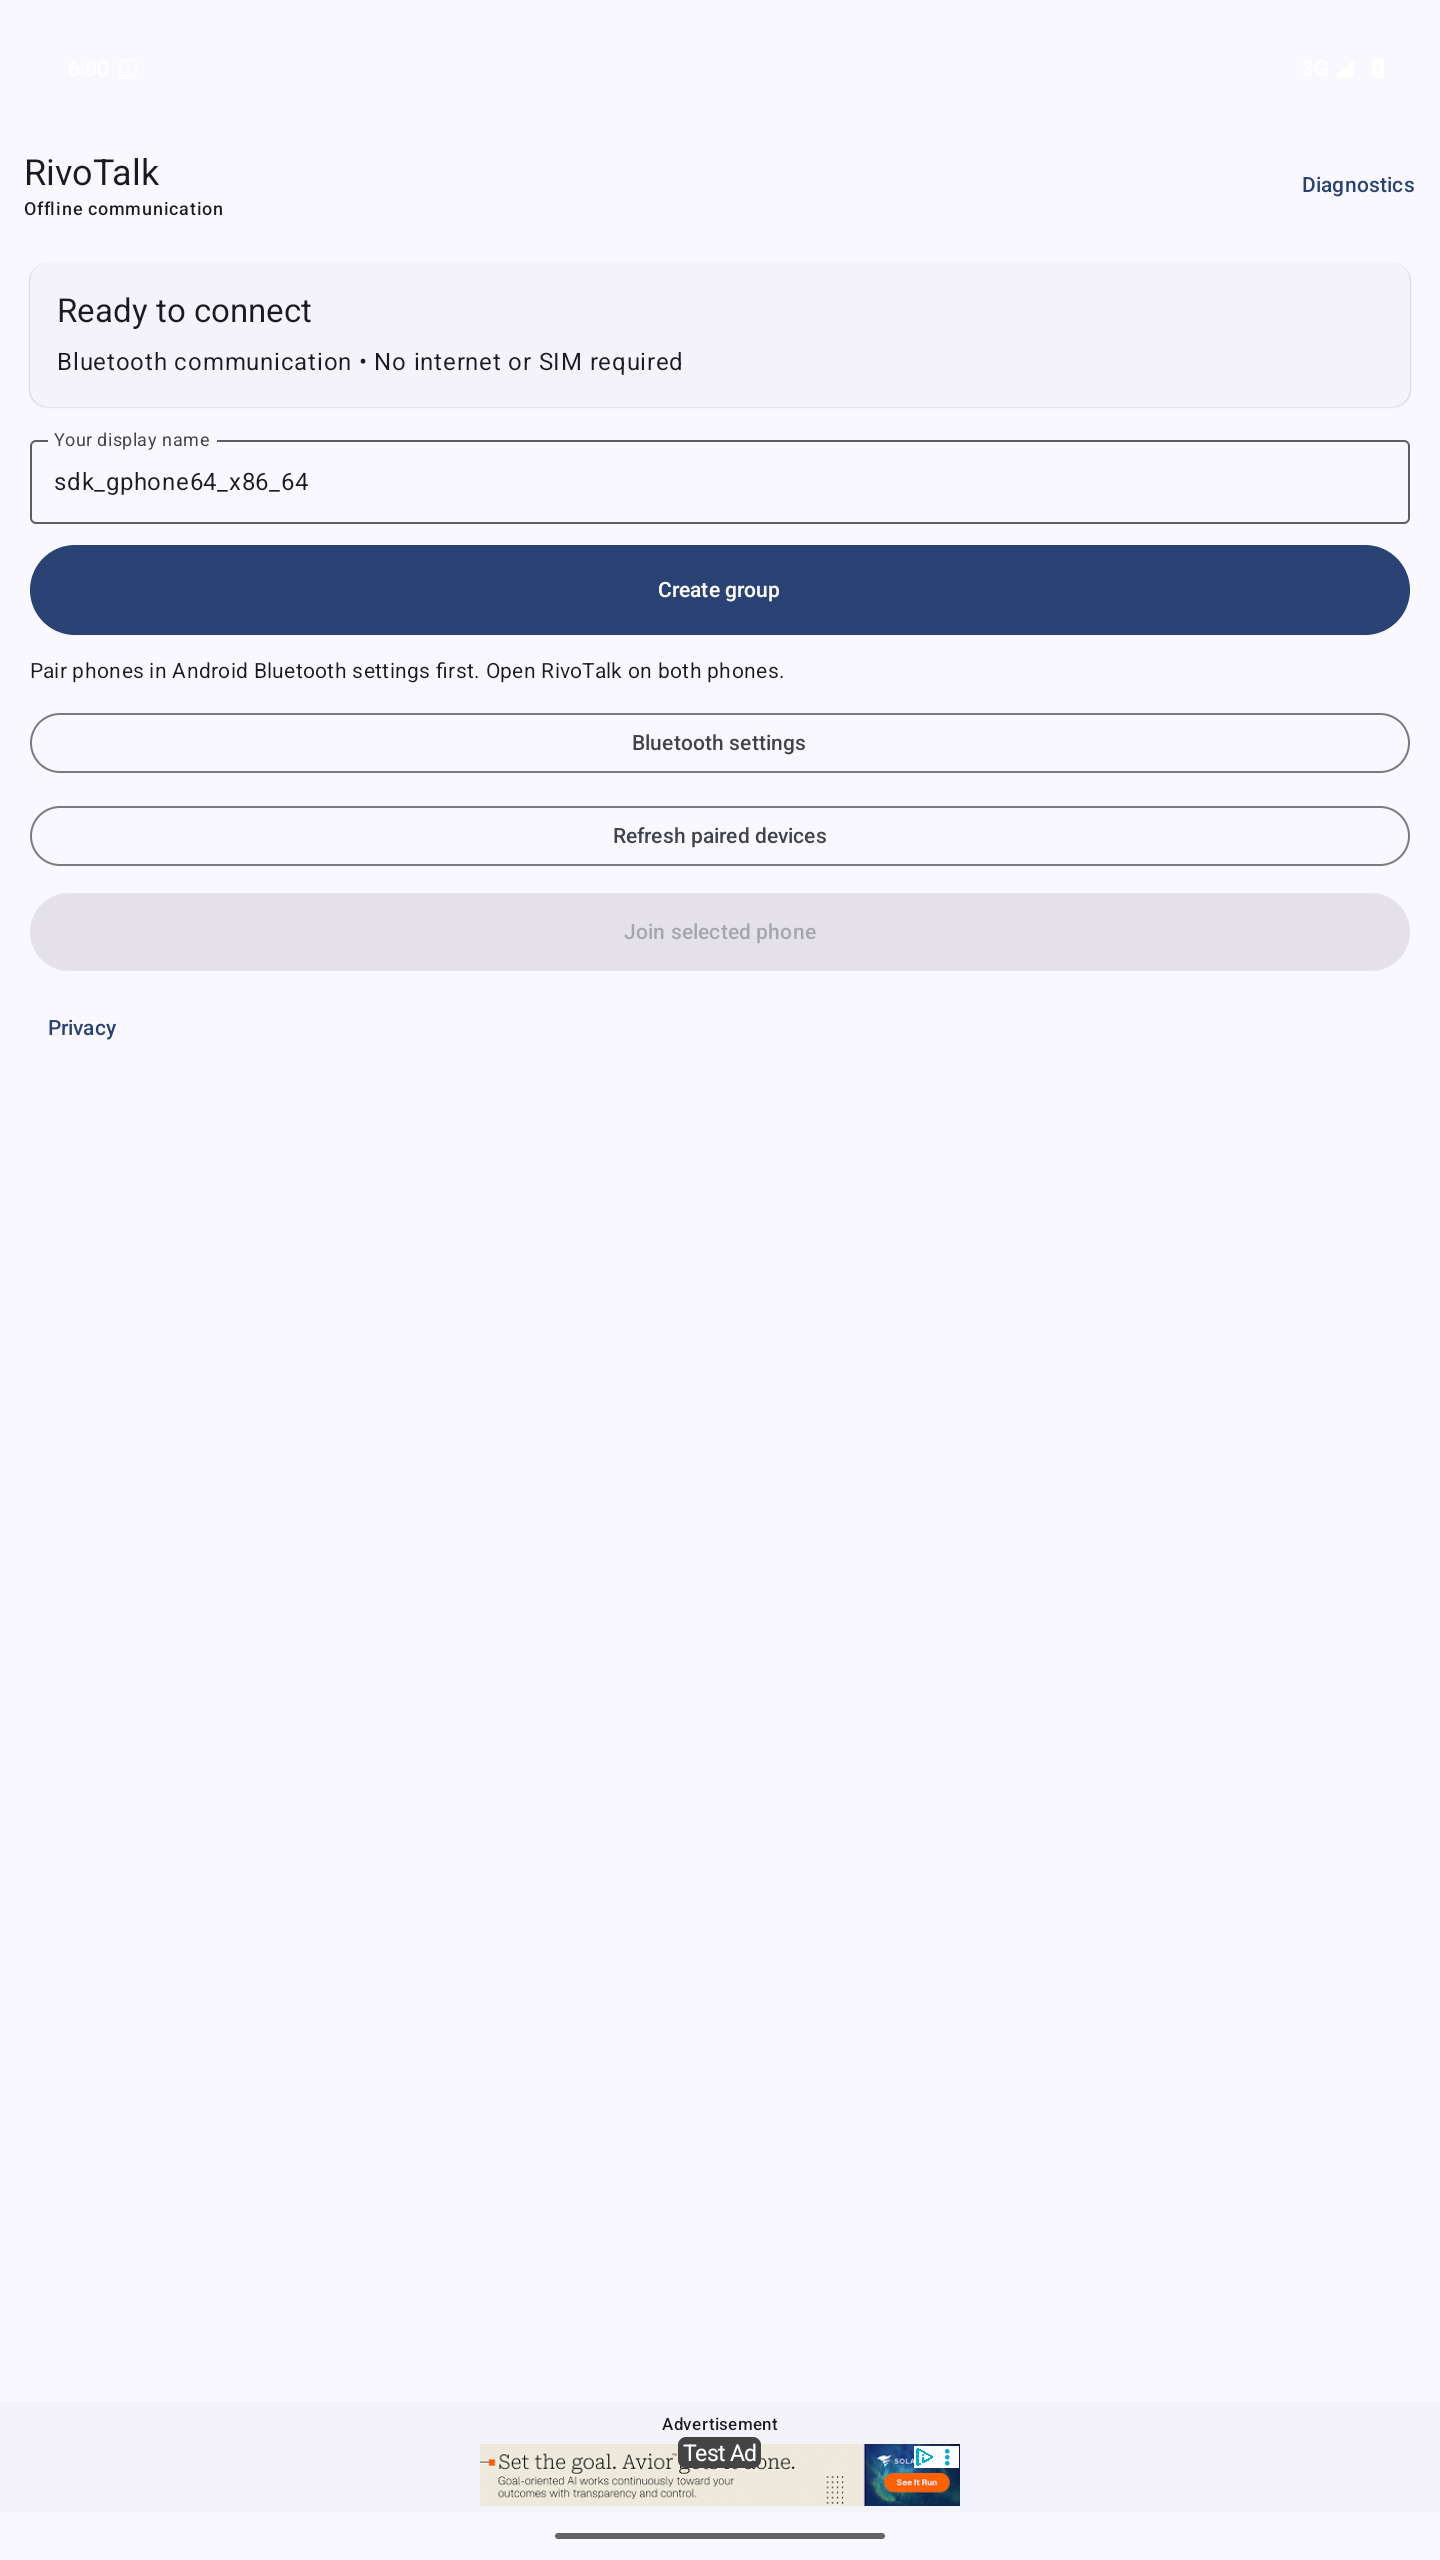 6:00
3G
RivoTalk
Offline communication
Diagnostics
Ready to connect
Bluetooth communication • No internet or SIM required
Your display name
sdk_gphone64_x86_64
Create group
Pair phones in Android Bluetooth settings first. Open RivoTalk on both phones.
Bluetooth settings
Refresh paired devices
Join selected phone
Privacy
Advertisement
Test Ad
Set the goal. Avior
Goal-oriented AI works continuously toward your
outcomes with transparency and control.
See It Run